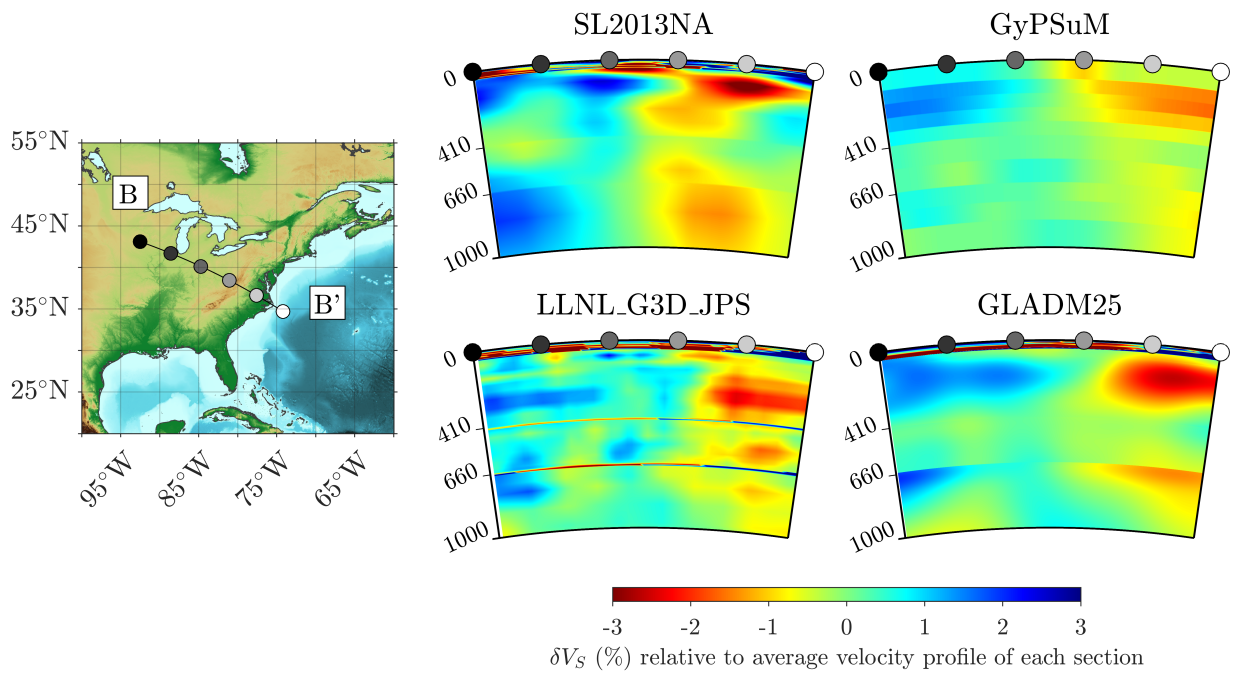 SL2013NA
GyPSuM
0
410
660
1000
0
410
660
1000
55°N
45°N
35°N
25°N
B
B'
95°W
85°W
75°W
65°W
LLNL_G3D_JPS
GLADM25
0
410
660
1000
0
410
660
1000
-3 -2 -1 0 1 2 3
δV_S (%) relative to average velocity profile of each section